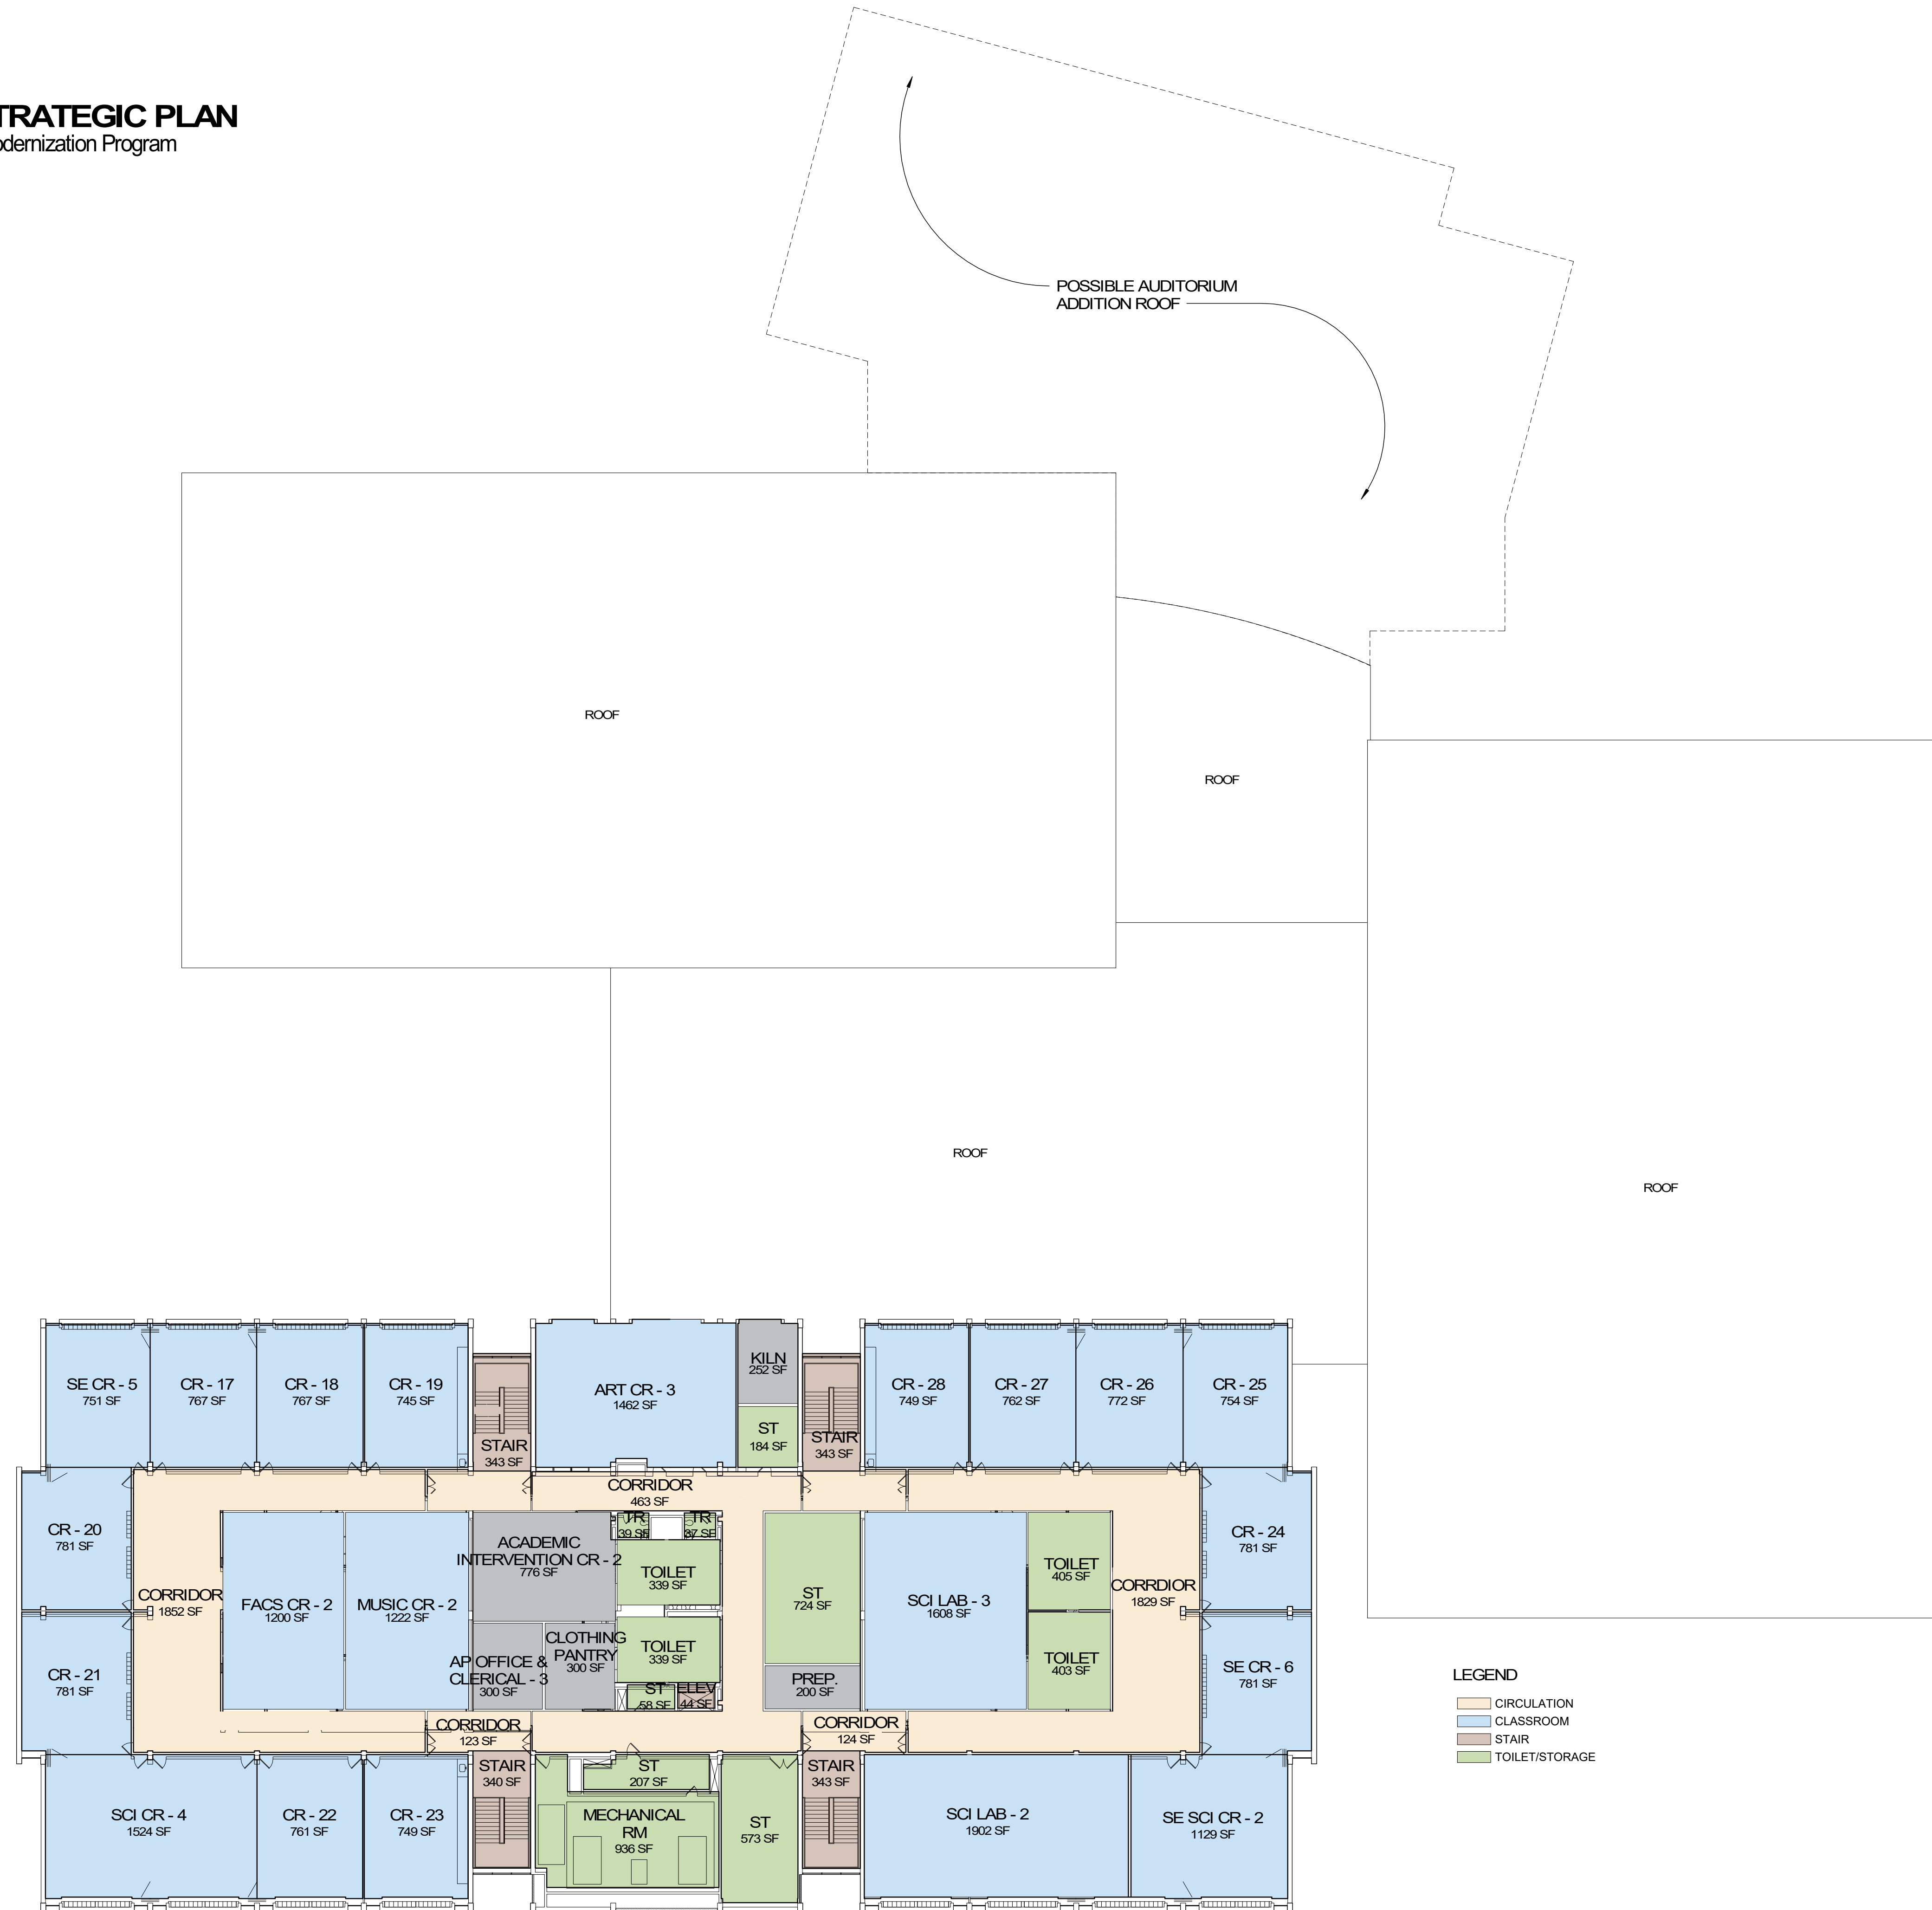 TRATEGIC PLAN
odernization Program
POSSIBLE AUDITORIUM
ADDITION ROOF
ROOF
ROOF
ROOF
ROOF
SE CR - 5
751 SF
CR - 17
767 SF
CR - 18
767 SF
CR - 19
745 SF
STAIR
343 SF
ART CR - 3
1462 SF
KILN
252 SF
ST
184 SF
STAIR
343 SF
CR - 28
749 SF
CR - 27
762 SF
CR - 26
772 SF
CR - 25
754 SF
CORRIDOR
463 SF
CR - 20
781 SF
CORRIDOR
1852 SF
FACS CR - 2
1200 SF
MUSIC CR - 2
1222 SF
ACADEMIC
INTERVENTION CR - 2
776 SF
TR
39 SF
TR
37 SF
TOILET
339 SF
ST
724 SF
SCI LAB - 3
1608 SF
TOILET
405 SF
CORRDIOR
1829 SF
CR - 24
781 SF
CR - 21
781 SF
AP OFFICE &
CLERICAL - 3
300 SF
CLOTHING
PANTRY
300 SF
TOILET
339 SF
ST
58 SF
ELEV
44 SF
PREP.
200 SF
TOILET
403 SF
SE CR - 6
781 SF
CORRIDOR
123 SF
CORRIDOR
124 SF
SCI CR - 4
1524 SF
CR - 22
761 SF
CR - 23
749 SF
STAIR
340 SF
ST
207 SF
MECHANICAL
RM
936 SF
ST
573 SF
STAIR
343 SF
SCI LAB - 2
1902 SF
SE SCI CR - 2
1129 SF
LEGEND
CIRCULATION
CLASSROOM
STAIR
TOILET/STORAGE